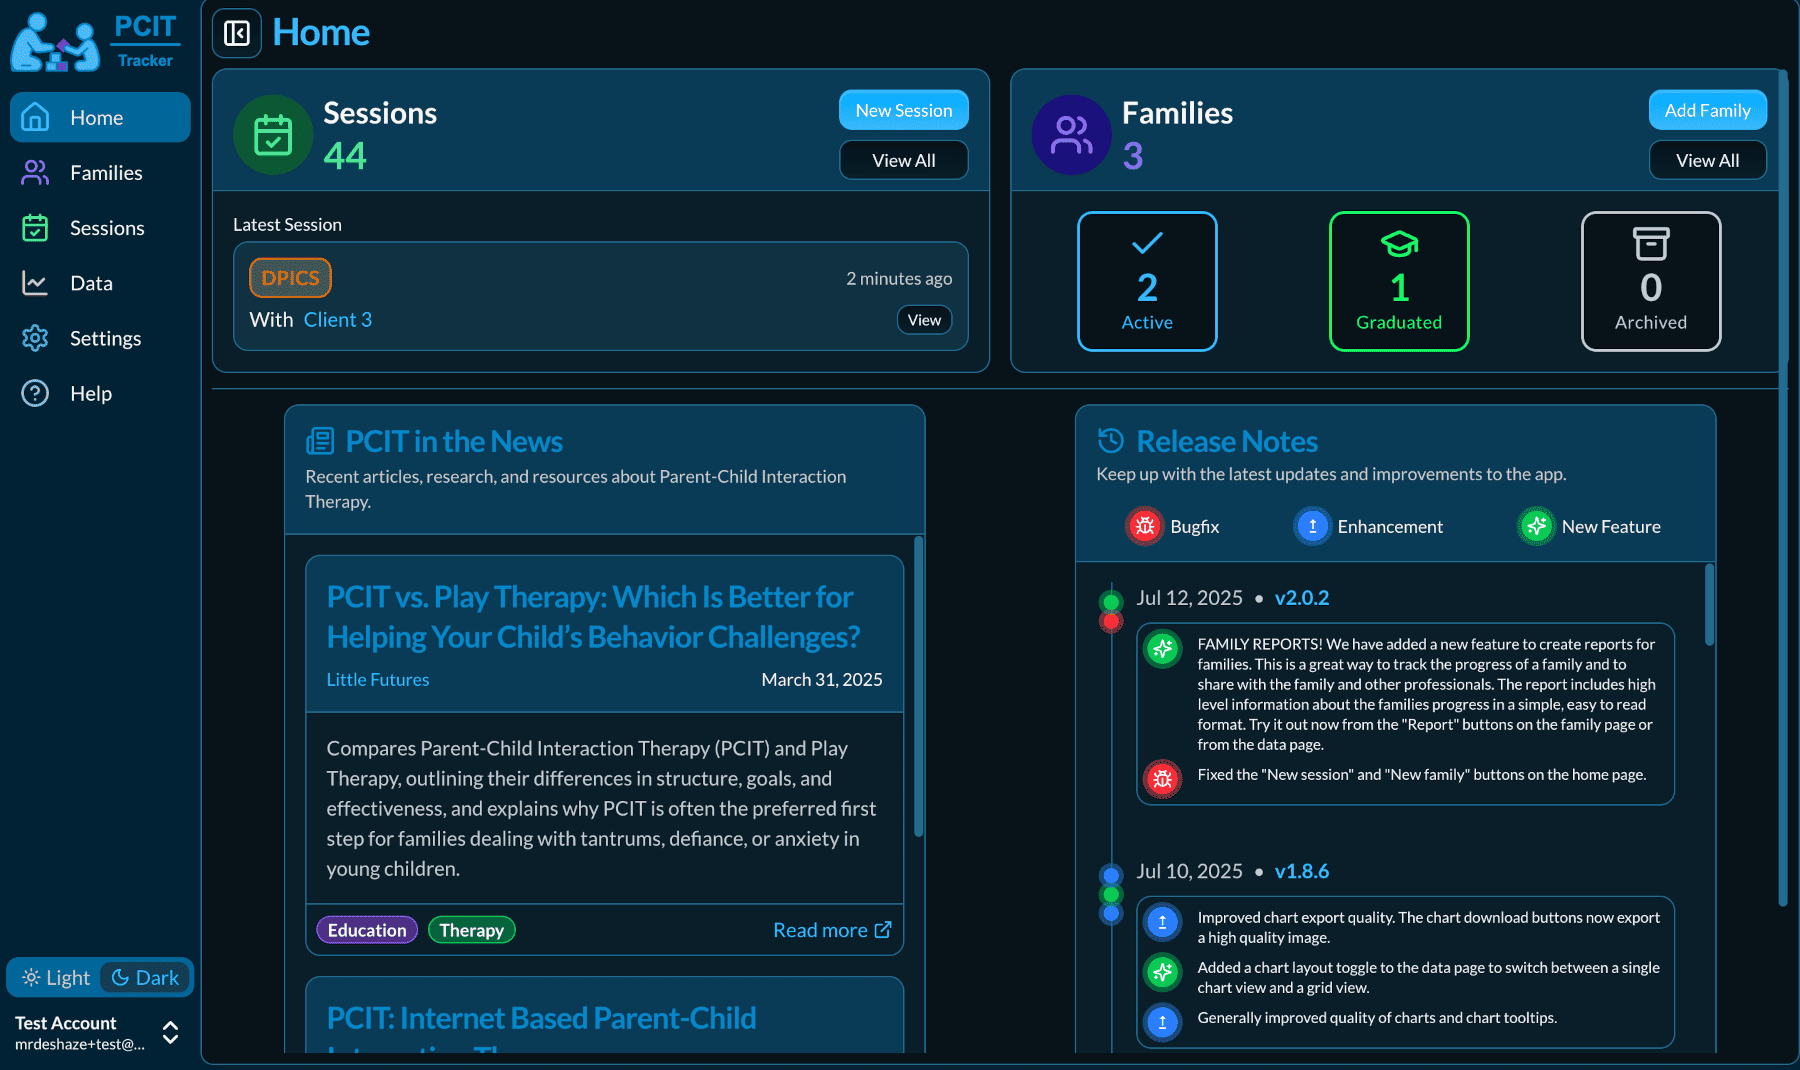 PCIT
Tracker
Home
Families
Sessions
Data
Settings
Help
Light
Dark
Test Account
mrdeshaze+test@...
Home
Sessions
44
New Session
View All
Latest Session
DPICS
2 minutes ago
With Client 3
View
Families
3
Add Family
View All
2
Active
1
Graduated
0
Archived
PCIT in the News
Recent articles, research, and resources about Parent-Child Interaction
Therapy.
PCIT vs. Play Therapy: Which Is Better for
Helping Your Child's Behavior Challenges?
Little Futures
March 31, 2025
Compares Parent-Child Interaction Therapy (PCIT) and Play
Therapy, outlining their differences in structure, goals, and
effectiveness, and explains why PCIT is often the preferred first
step for families dealing with tantrums, defiance, or anxiety in
young children.
Education
Therapy
Read more
PCIT: Internet Based Parent-Child
Release Notes
Keep up with the latest updates and improvements to the app.
Bugfix
Enhancement
New Feature
Jul 12, 2025 • v2.0.2
FAMILY REPORTS! We have added a new feature to create reports for
families. This is a great way to track the progress of a family and to
share with the family and other professionals. The report includes high
level information about the families progress in a simple, easy to read
format. Try it out now from the "Report" buttons on the family page or
from the data page.
Fixed the "New session" and "New family" buttons on the home page.
Jul 10, 2025 • v1.8.6
Improved chart export quality. The chart download buttons now export
a high quality image.
Added a chart layout toggle to the data page to switch between a single
chart view and a grid view.
Generally improved quality of charts and chart tooltips.